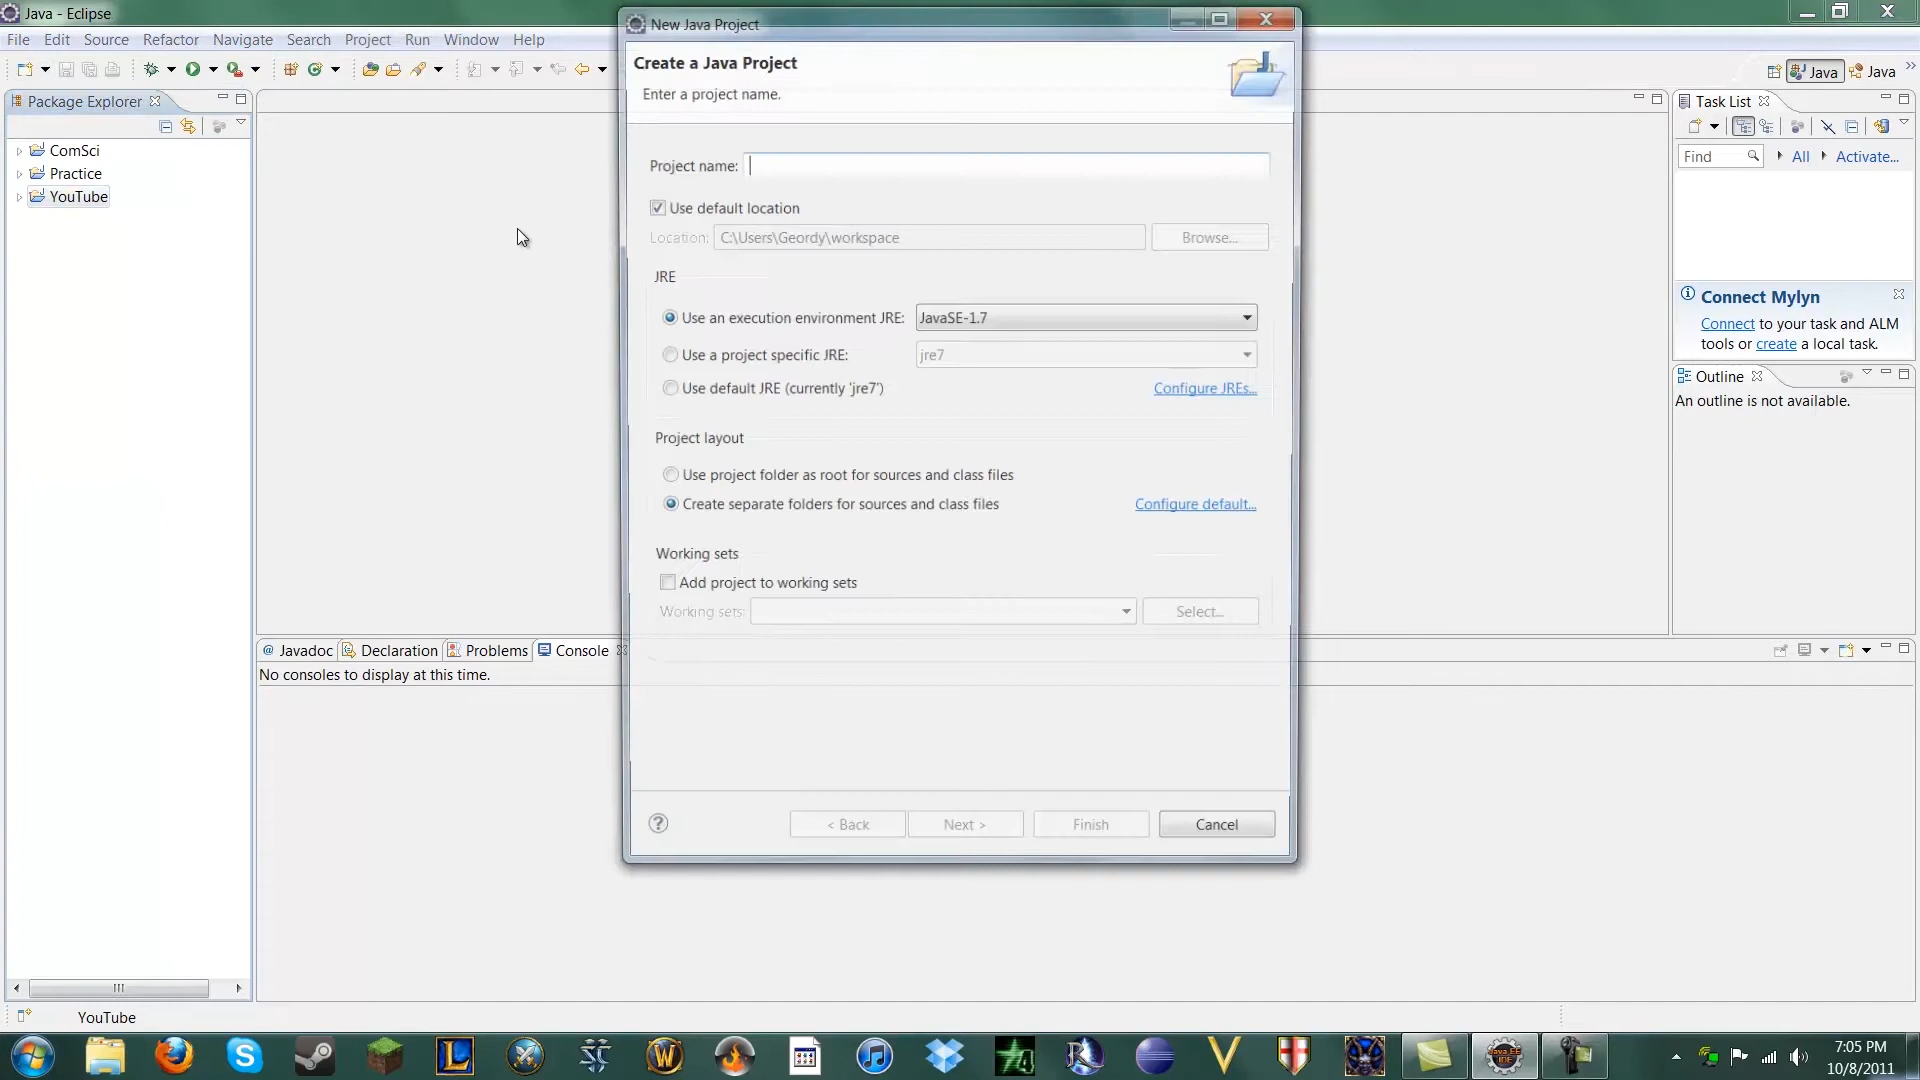 Java - Eclipse
New Java Project
File Edit Source Refactor Navigate Search Project Run Window Help
Create a Java Project
Enter a project name.
Java Java »
Package Explorer
Task List
ComSci
Practice
YouTube
Find All Activate...
Project name:
Use default location
Location: C:\Users\Geordy\workspace Browse...
JRE
Use an execution environment JRE: JavaSE-1.7
Use a project specific JRE: jre7
Use default JRE (currently 'jre7') Configure JREs...
Connect Mylyn
Connect to your task and ALM
tools or create a local task.
Outline
An outline is not available.
Project layout
Use project folder as root for sources and class files
Create separate folders for sources and class files Configure default...
Working sets
Add project to working sets
Working sets: Select...
@ Javadoc Declaration Problems Console
No consoles to display at this time.
< Back Next > Finish Cancel
YouTube
7:05 PM
10/8/2011